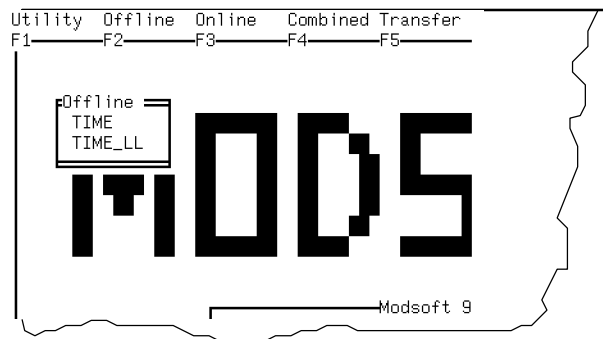 Utility Offline Online Combined Transfer
F1 F2 F3 F4 F5
Offline
TIME
TIME_LL
MODS
Modsoft 9